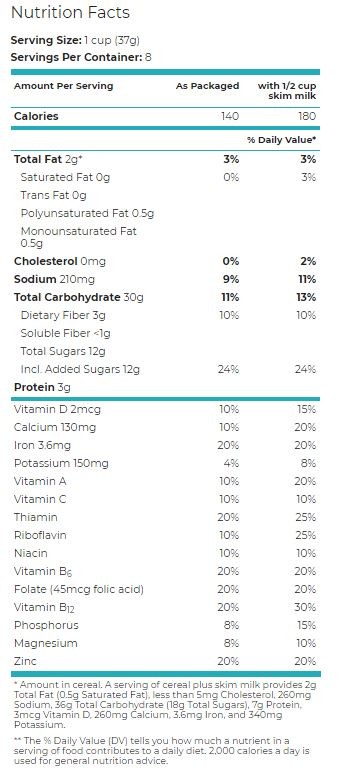 Nutrition Facts
Serving Size: 1 cup (37g)
Servings Per Container: 8
Amount Per Serving As Packaged with 1/2 cup
skim milk
Calories 140 180
% Daily Value*
Total Fat 2g* 3% 3%
Saturated Fat 0g 0% 3%
Trans Fat 0g
Polyunsaturated Fat 0.5g
Monounsaturated Fat
0.5g
Cholesterol 0mg 0% 2%
Sodium 210mg 9% 11%
Total Carbohydrate 30g 11% 13%
Dietary Fiber 3g 10% 10%
Soluble Fiber <1g
Total Sugars 12g
Incl. Added Sugars 12g 24% 24%
Protein 3g
Vitamin D 2mcg 10% 15%
Calcium 130mg 10% 20%
Iron 3.6mg 20% 20%
Potassium 150mg 4% 8%
Vitamin A 10% 20%
Vitamin C 10% 10%
Thiamin 20% 25%
Riboflavin 10% 25%
Niacin 10% 10%
Vitamin B6 20% 20%
Folate (45mcg folic acid) 20% 20%
Vitamin B12 20% 30%
Phosphorus 8% 15%
Magnesium 8% 10%
Zinc 20% 20%
* Amount in cereal. A serving of cereal plus skim milk provides 2g
Total Fat (0.5g Saturated Fat), less than 5mg Cholesterol, 260mg
Sodium, 36g Total Carbohydrate (18g Total Sugars), 7g Protein,
3mcg Vitamin D, 260mg Calcium, 3.6mg Iron, and 340mg
Potassium.
** The % Daily Value (DV) tells you how much a nutrient in a
serving of food contributes to a daily diet. 2,000 calories a day is
used for general nutrition advice.